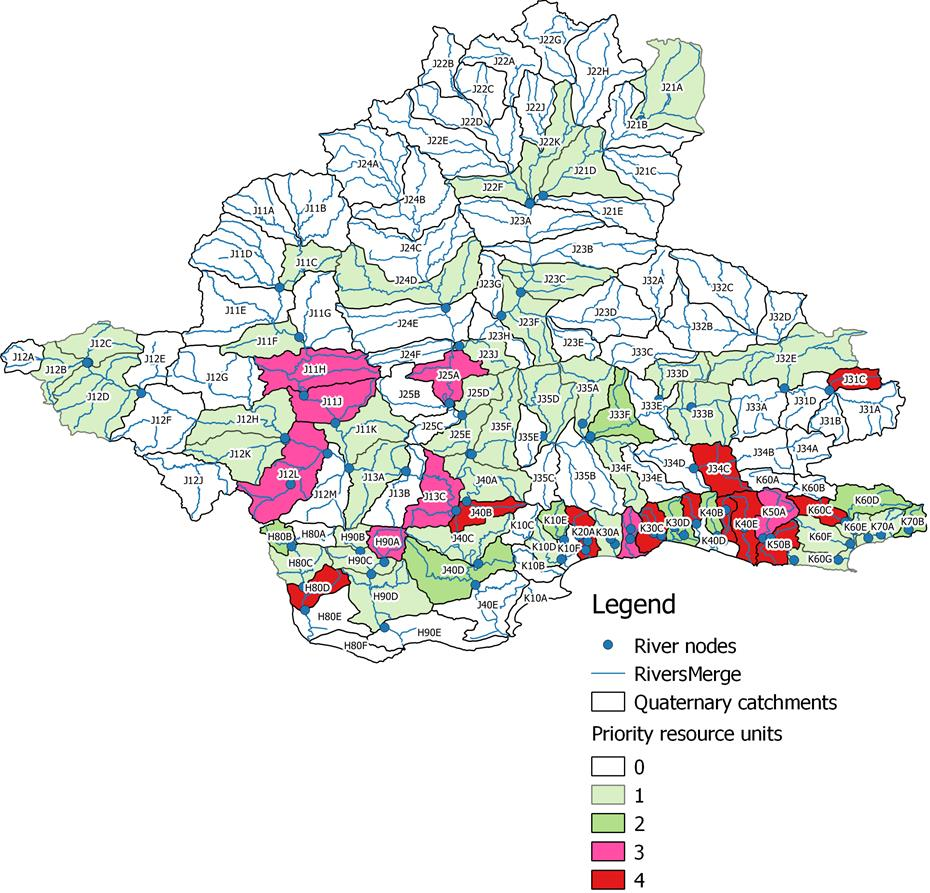 J22G
J22B
J22A
J22H
J22C
J21A
J22J
J22D
J21B
J22E
J22K
J24A
J21D
J21C
J22F
J24B
J11A
J11B
J21E
J23A
J24C
J23B
J11D
J11C
J24D
J23G
J23C
J32A
J32C
J11E
J11G
J24E
J23F
J23D
J32B
J32D
J23H
J11F
J12C
J23E
J12A
J12E
J24F
J23J
J33C
J32E
J12B
J11H
J25A
J33D
J12G
J31C
J12D
J25B
J25D
J35D
J35A
J11J
J33E
J33A
J31D
J31A
J12F
J12H
J33F
J33B
J31B
J11K
J25C
J25E
J35F
J35E
J12K
J34B
J34A
J34D
J34C
J34F
J12L
J13A
J40A
J35C
J35B
J34E
K60A
J12J
J12M
J13B
J13C
K60B
K60D
J40B
K40B
K50A
K60C
H80B
H80A
H90B
K10C
K10E
K30C
K30D
K40E
K60E
K70A
K70B
J40C
K20A
K30A
H90A
K40D
K50B
K60F
H80C
H90C
K10D
K10F
K60G
J40D
K10B
H80D
H90D
H80E
J40E
K10A
H90E
H80F
Legend
River nodes
RiversMerge
Quaternary catchments
Priority resource units
0
1
2
3
4